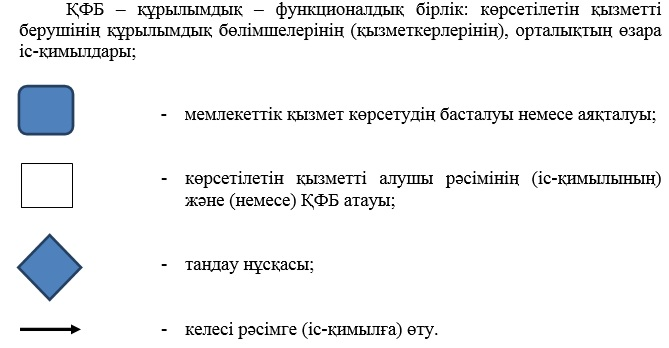 ҚФБ – құрылымдық – функционалдық бірлік: көрсетілетін қызметті
берушінің құрылымдық бөлімшелерінің (қызметкерлерінің), орталықтың өзара
іс-қимылдары;
- мемлекеттік қызмет көрсетудің басталуы немесе аяқталуы;
- көрсетілетін қызметті алушы рәсімінің (іс-қимылының)
және (немесе) ҚФБ атауы;
- таңдау нұсқасы;
- келесі рәсімге (іс-қимылға) өту.